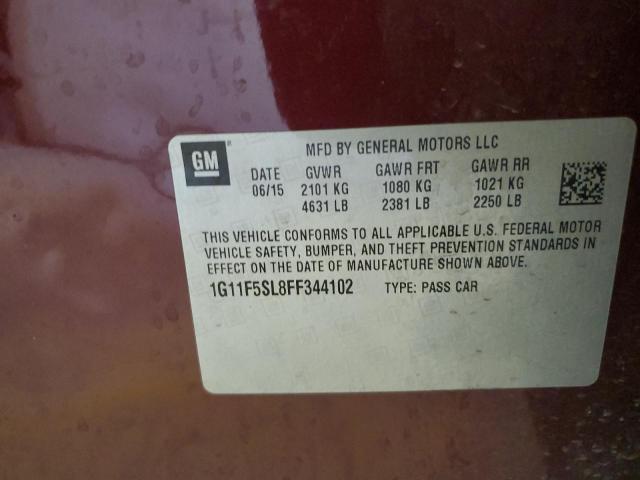 GM
MFD BY GENERAL MOTORS LLC
DATE GVWR GAWR FRT GAWR RR
06/15 2101 KG 1080 KG 1021 KG
4631 LB 2381 LB 2250 LB
THIS VEHICLE CONFORMS TO ALL APPLICABLE U.S. FEDERAL MOTOR
VEHICLE SAFETY, BUMPER, AND THEFT PREVENTION STANDARDS IN
EFFECT ON THE DATE OF MANUFACTURE SHOWN ABOVE.
1G11F5SL8FF344102 TYPE: PASS CAR